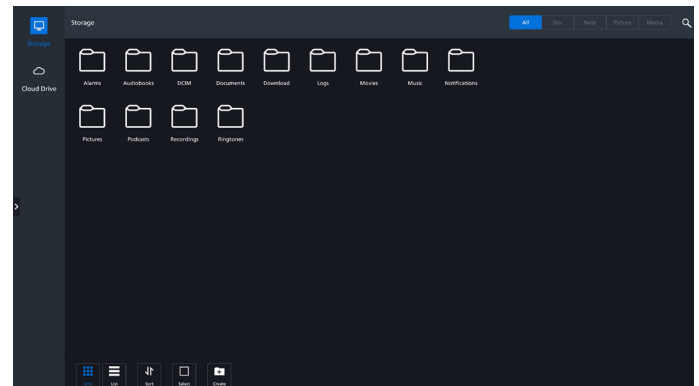 Storage
All Doc Note Picture Media
Storage
Cloud Drive
Alarms Audiobooks DCIM Documents Download Logs Movies Music Notifications
Pictures Podcasts Recordings Ringtones
Grid List Sort Select Create